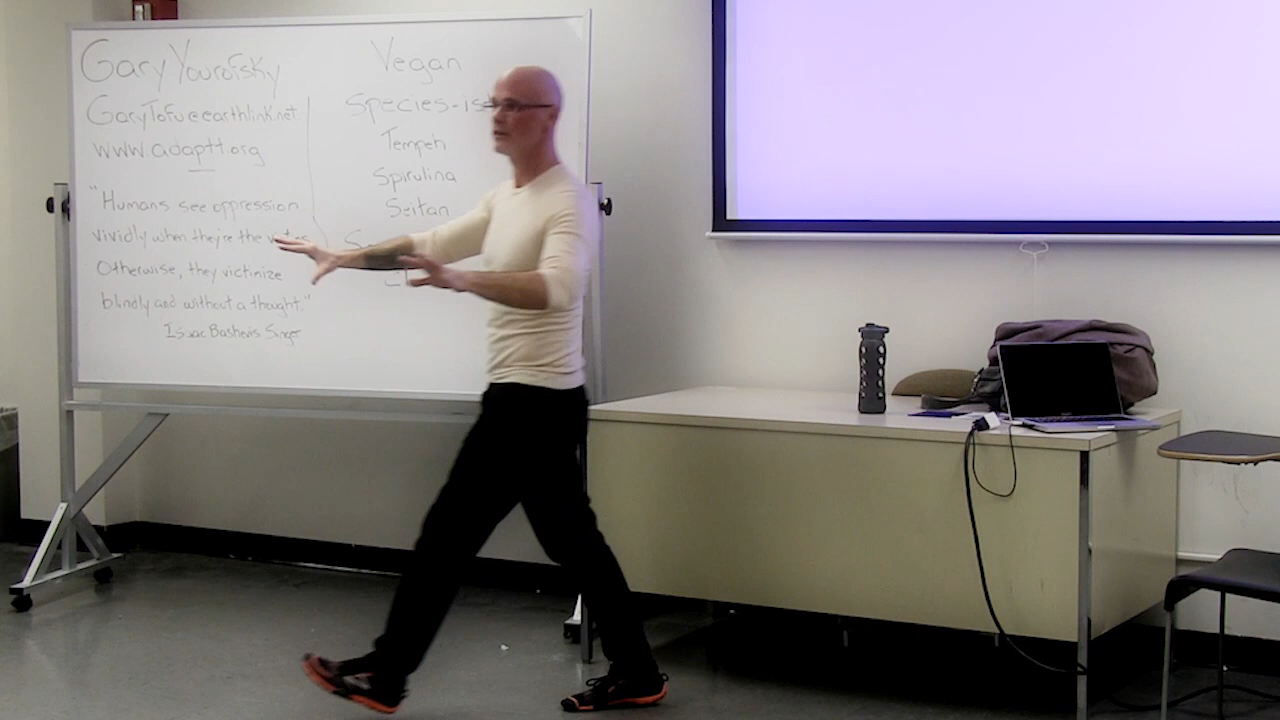 Gary Yourofsky
GaryTofu@earthlink.net
www.adaptt.org
"Humans see oppression
vividly when they're the
Otherwise, they victimize
blindly and without a thought."
Isaac Bashevis Singer
Vegan
Species-is
Tempeh
Spirulina
Seitan